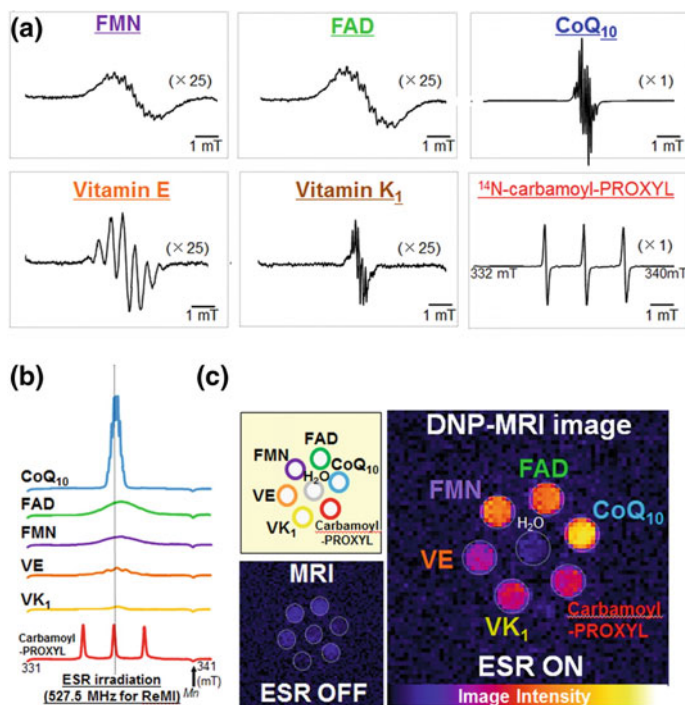 (a)
FMN
(× 25)
1 mT
FAD
(× 25)
1 mT
CoQ10
(× 1)
1 mT
Vitamin E
(× 25)
1 mT
Vitamin K1
(× 25)
1 mT
14N-carbamoyl-PROXYL
(× 1)
332 mT
340mT
1 mT
(b)
CoQ10
FAD
FMN
VE
VK1
Carbamoyl
-PROXYL
331
341
(mT)
Mn
ESR irradiation
(527.5 MHz for ReMI)
(c)
FAD
FMN
CoQ10
H2O
VE
VK1
Carbamoyl
-PROXYL
MRI
ESR OFF
DNP-MRI image
FAD
FMN
CoQ10
H2O
VE
VK1
Carbamoyl
-PROXYL
ESR ON
Image Intensity